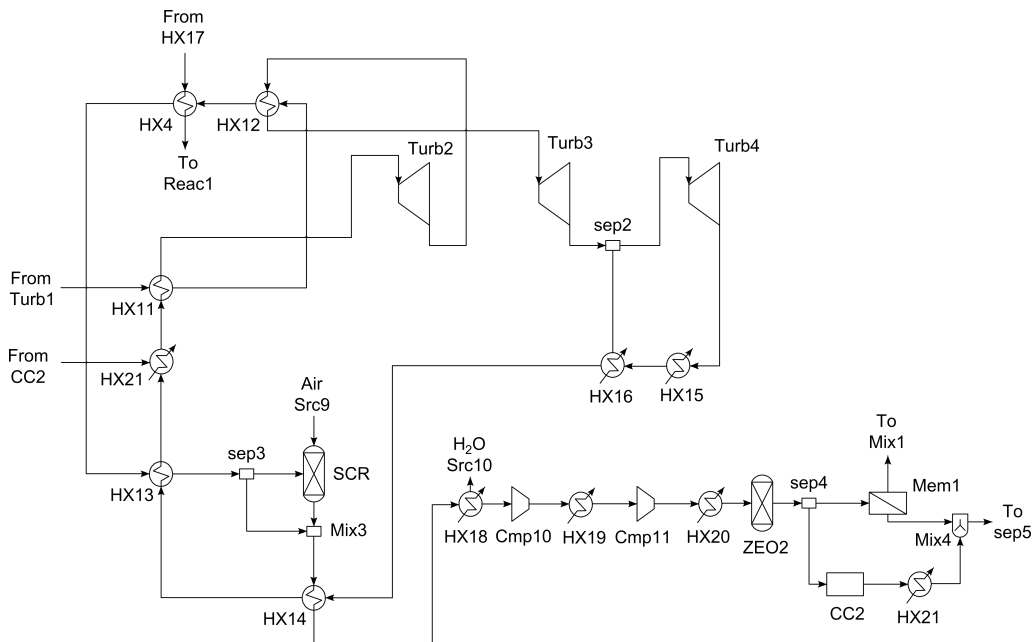 From
HX17
HX4
HX12
To
Reac1
Turb2
Turb3
Turb4
sep2
From
Turb1
HX11
From
CC2
HX21
HX16
HX15
Air
Src9
sep3
SCR
HX13
Mix3
HX14
H₂O
Src10
HX18
Cmp10
HX19
Cmp11
HX20
ZEO2
sep4
To
Mix1
Mem1
Mix4
To
sep5
CC2
HX21